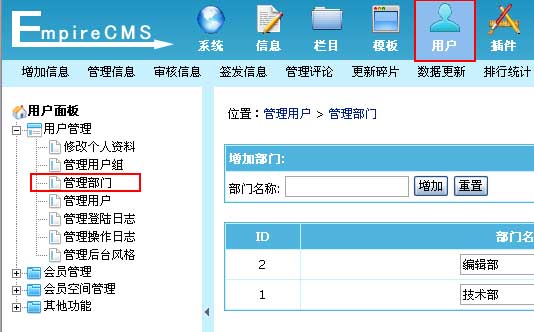 EmpireCMS
系统 信息 栏目 模板 用户 插件
增加信息 管理信息 审核信息 签发信息 管理评论 更新碎片 数据更新 排行统计
用户面板
用户管理
修改个人资料
管理用户组
管理部门
管理用户
管理登陆日志
管理操作日志
管理后台风格
会员管理
会员空间管理
其他功能
位置：管理用户 > 管理部门
增加部门:
部门名称: 增加 重置
ID 部门名
2 编辑部
1 技术部